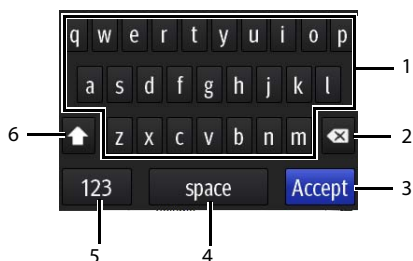 q w e r t y u i o p
1
a s d f g h j k l
6 z x c v b n m 2
123 space Accept 3
5 4